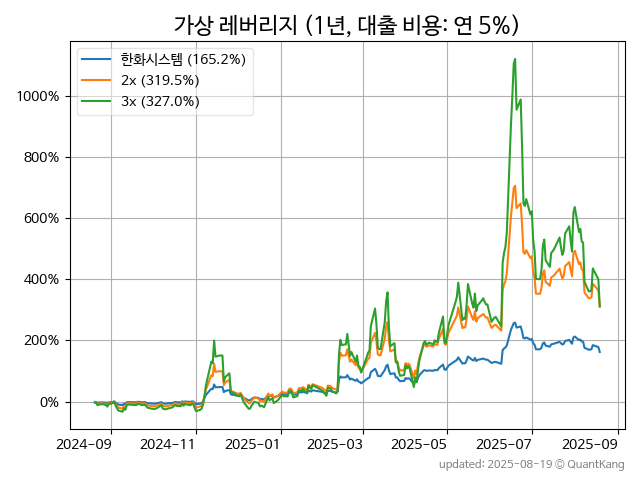 가상 레버리지 (1년, 대출 비용: 연 5%)
한화시스템 (165.2%)
2x (319.5%)
3x (327.0%)
1000%
800%
600%
400%
200%
0%
2024-09 2024-11 2025-01 2025-03 2025-05 2025-07 2025-09
updated: 2025-08-19 © QuantKang